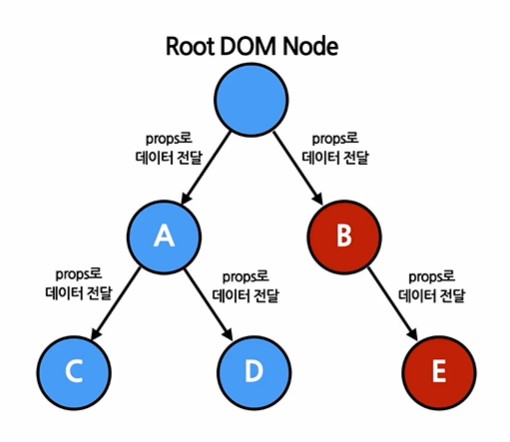 Root DOM Node
props로
데이터 전달
props로
데이터 전달
A
B
props로
데이터 전달
props로
데이터 전달
props로
데이터 전달
C
D
E